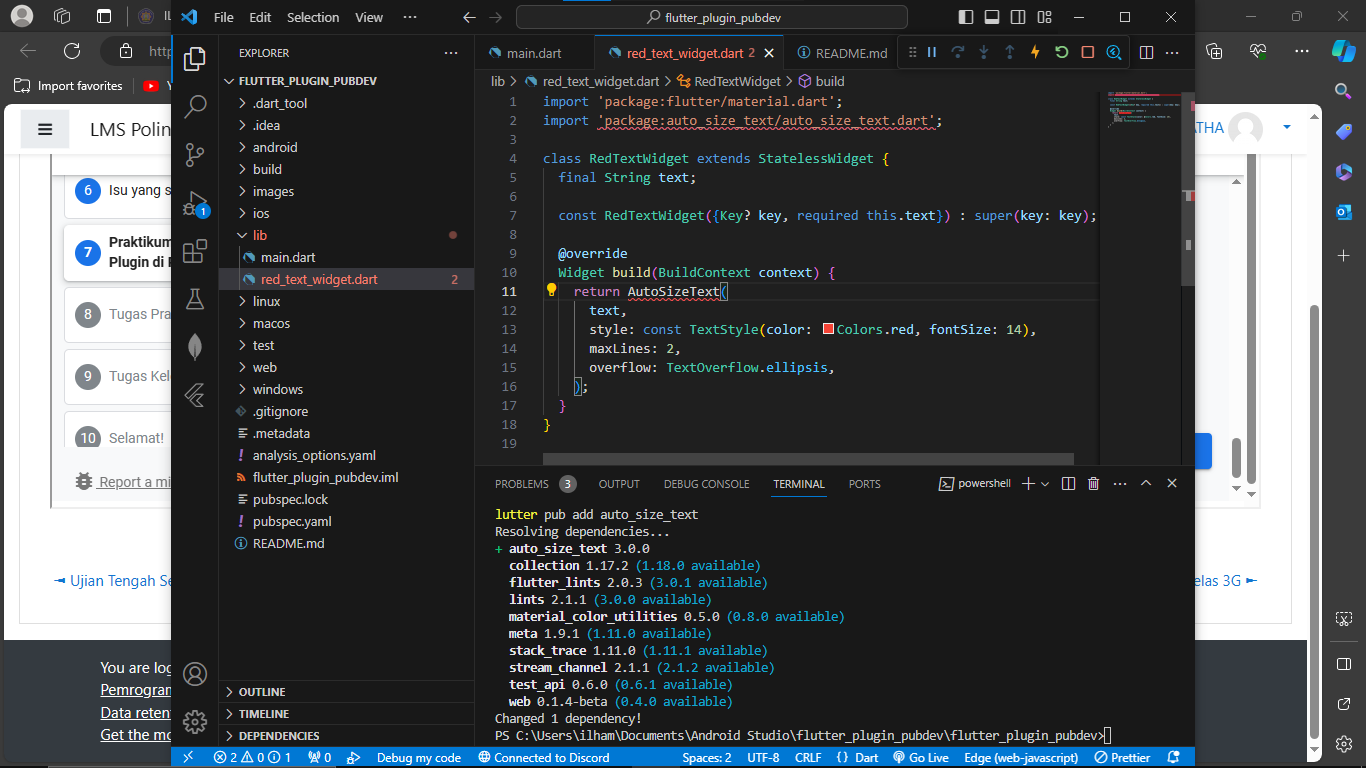 File Edit Selection View ··· flutter_plugin_pubdev
http
Import favorites
LMS Polin
ATHA
6 Isu yang s
7 Praktikum
Plugin di
8 Tugas Pra
9 Tugas Kel
10 Selamat!
Report a mi
Ujian Tengah Se
elas 3G
You are log
Pemrogram
Data reten
Get the mo
1
EXPLORER ···
FLUTTER_PLUGIN_PUBDEV
.dart_tool
.idea
android
build
images
ios
lib
main.dart
red_text_widget.dart 2
linux
macos
test
web
windows
.gitignore
.metadata
! analysis_options.yaml
flutter_plugin_pubdev.iml
pubspec.lock
! pubspec.yaml
README.md
OUTLINE
TIMELINE
DEPENDENCIES
main.dart red_text_widget.dart 2 README.md
lib > red_text_widget.dart > RedTextWidget > build
1 import 'package:flutter/material.dart';
2 import 'package:auto_size_text/auto_size_text.dart';
3
4 class RedTextWidget extends StatelessWidget {
5 final String text;
6
7 const RedTextWidget({Key? key, required this.text}) : super(key: key);
8
9 @override
10 Widget build(BuildContext context) {
11 return AutoSizeText(
12 text,
13 style: const TextStyle(color: Colors.red, fontSize: 14),
14 maxLines: 2,
15 overflow: TextOverflow.ellipsis,
16 );
17 }
18 }
19
PROBLEMS 3 OUTPUT DEBUG CONSOLE TERMINAL PORTS powershell
lutter pub add auto_size_text
Resolving dependencies...
+ auto_size_text 3.0.0
collection 1.17.2 (1.18.0 available)
flutter_lints 2.0.3 (3.0.1 available)
lints 2.1.1 (3.0.0 available)
material_color_utilities 0.5.0 (0.8.0 available)
meta 1.9.1 (1.11.0 available)
stack_trace 1.11.0 (1.11.1 available)
stream_channel 2.1.1 (2.1.2 available)
test_api 0.6.0 (0.6.1 available)
web 0.1.4-beta (0.4.0 available)
Changed 1 dependency!
PS C:\Users\ilham\Documents\Android Studio\flutter_plugin_pubdev\flutter_plugin_pubdev>
2 0 1 0 Debug my code Connected to Discord Spaces: 2 UTF-8 CRLF {} Dart Go Live Edge (web-javascript) Prettier